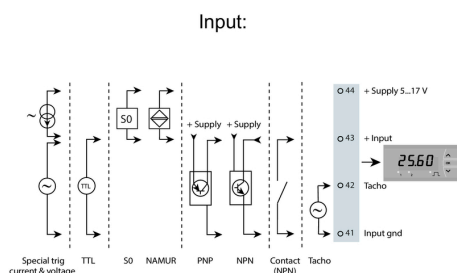 Input:
44 + Supply 5...17 V
S0
+ Supply + Supply
43 + Input
25.60
TTL
42 Tacho
41 Input gnd
Special trig
current & voltage
TTL
S0
NAMUR
PNP
NPN
Contact
(NPN)
Tacho